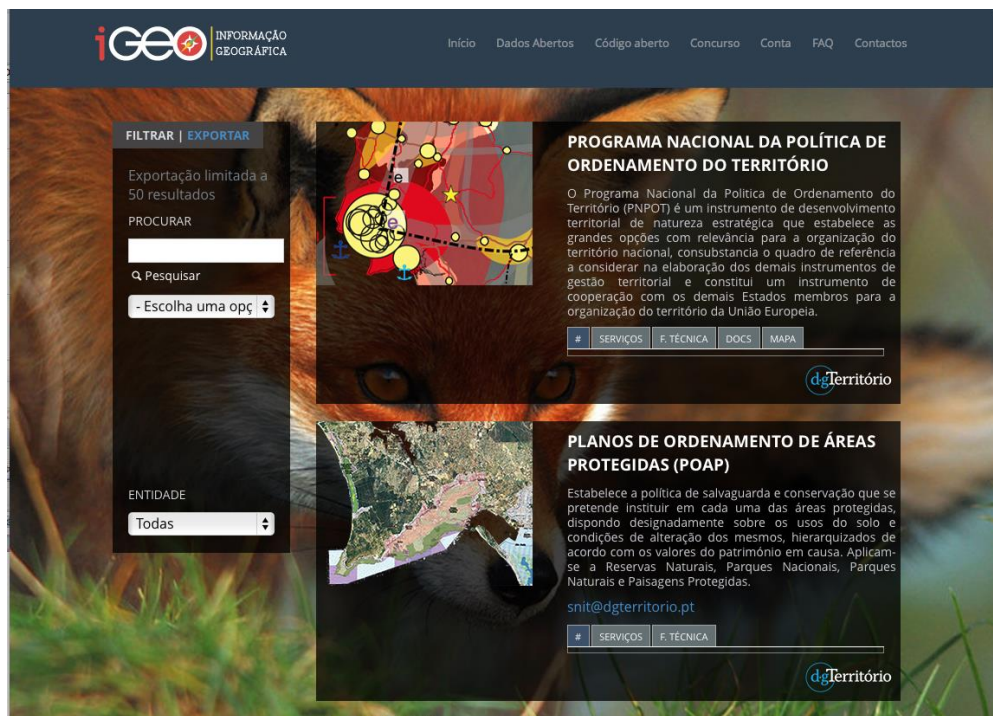 iGEO INFORMAÇÃO
GEOGRÁFICA
Início Dados Abertos Código aberto Concurso Conta FAQ Contactos
FILTRAR | EXPORTAR
Exportação limitada a
50 resultados
PROCURAR
Pesquisar
- Escolha uma opç
ENTIDADE
Todas
PROGRAMA NACIONAL DA POLÍTICA DE
ORDENAMENTO DO TERRITÓRIO
O Programa Nacional da Politica de Ordenamento do
Território (PNPOT) é um instrumento de desenvolvimento
territorial de natureza estratégica que estabelece as
grandes opções com relevância para a organização do
território nacional, consubstancia o quadro de referência
a considerar na elaboração dos demais instrumentos de
gestão territorial e constitui um instrumento de
cooperação com os demais Estados membros para a
organização do território da União Europeia.
# SERVIÇOS F. TÉCNICA DOCS MAPA
dgTerritório
PLANOS DE ORDENAMENTO DE ÁREAS
PROTEGIDAS (POAP)
Estabelece a política de salvaguarda e conservação que se
pretende instituir em cada uma das áreas protegidas,
dispondo designadamente sobre os usos do solo e
condições de alteração dos mesmos, hierarquizados de
acordo com os valores do património em causa. Aplicam-
se a Reservas Naturais, Parques Nacionais, Parques
Naturais e Paisagens Protegidas.
snit@dgterritorio.pt
# SERVIÇOS F. TÉCNICA
dgTerritório